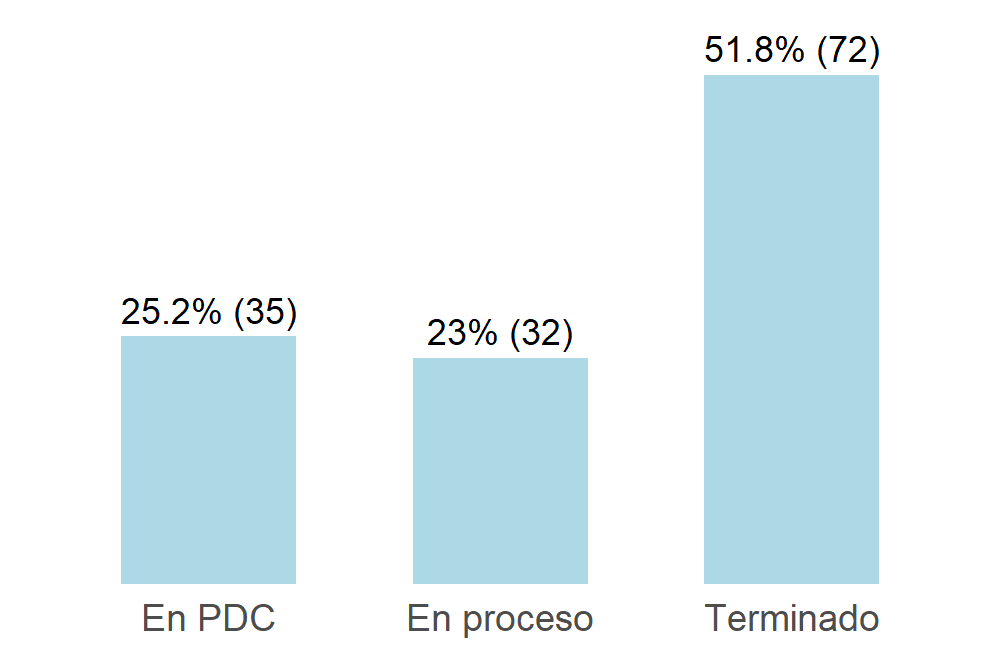 51.8% (72)
25.2% (35)
23% (32)
En PDC
En proceso
Terminado